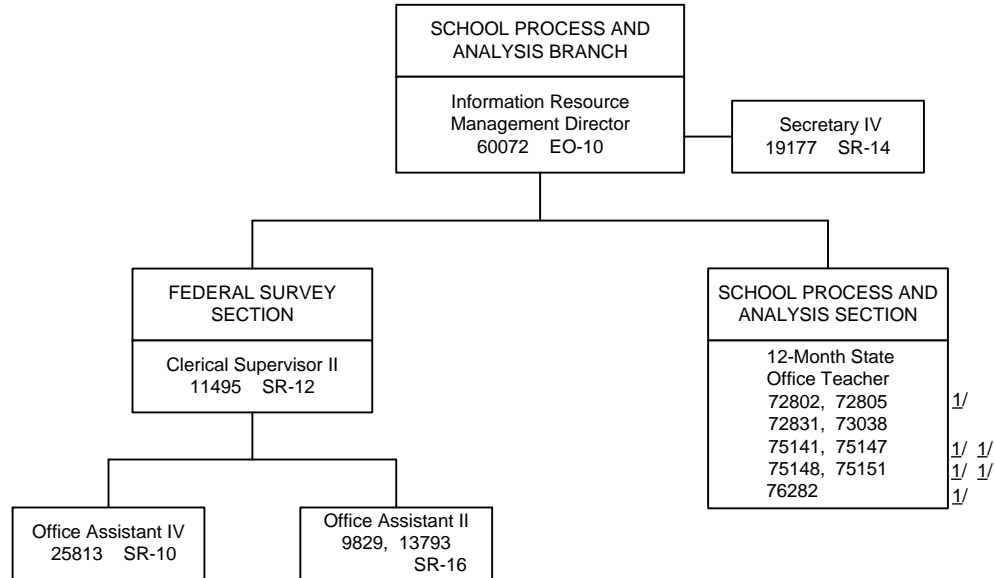 SCHOOL PROCESS AND
ANALYSIS BRANCH
Information Resource
Management Director
60072 EO-10
Secretary IV
19177 SR-14
FEDERAL SURVEY
SECTION
Clerical Supervisor II
11495 SR-12
Office Assistant IV
25813 SR-10
Office Assistant II
9829, 13793
SR-16
SCHOOL PROCESS AND
ANALYSIS SECTION
12-Month State
Office Teacher
72802, 72805 1/
72831, 73038
75141, 75147 1/ 1/
75148, 75151 1/ 1/
76282 1/